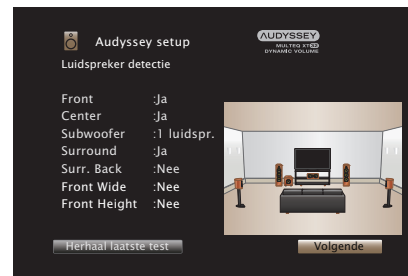 Audyssey setup
AUDYSSEY
MULTEQ XT32
DYNAMIC VOLUME
Luidspreker detectie
Front :Ja
Center :Ja
Subwoofer :1 luidspr.
Surround :Ja
Surr. Back :Nee
Front Wide :Nee
Front Height :Nee
Herhaal laatste test
Volgende